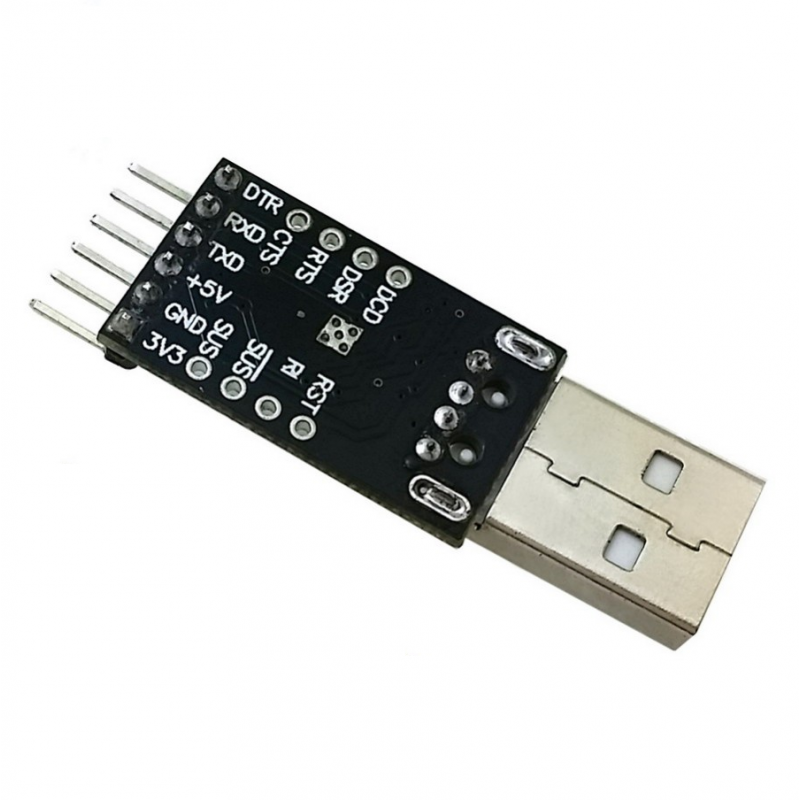 DTR
RXD
TXD
+5V
GND
3V3
CTS
RTS
DSR
DCD
SUS
SUS
RI
RST